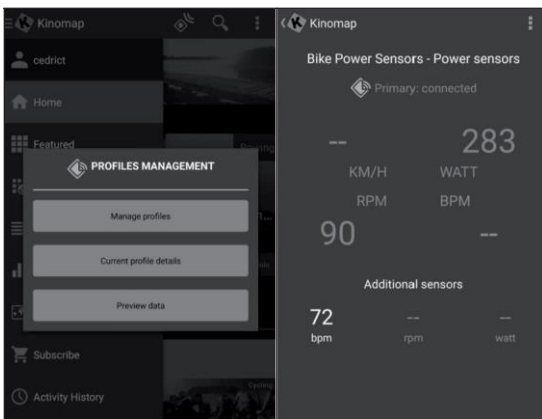 Kinomap
cedrict
Home
Featured
PROFILES MANAGEMENT
Manage profiles
Current profile details
Preview data
Subscribe
Activity History
Cycling
Kinomap
Bike Power Sensors - Power sensors
Primary: connected
-- 283
KM/H WATT
RPM BPM
90 --
Additional sensors
72 -- --
bpm rpm watt